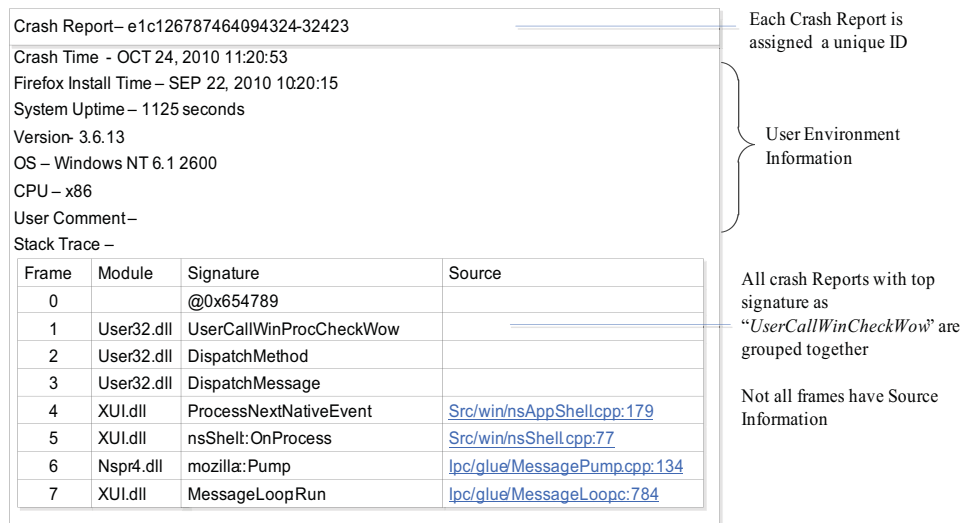 Crash Report– e1c126787464094324-32423
Crash Time - OCT 24, 2010 11:20:53
Firefox Install Time – SEP 22, 2010 10:20:15
System Uptime – 1125 seconds
Version- 3.6.13
OS – Windows NT 6.1 2600
CPU – x86
User Comment –
Stack Trace –
Frame Module Signature Source
0 @0x654789
1 User32.dll UserCallWinProcCheckWow
2 User32.dll DispatchMethod
3 User32.dll DispatchMessage
4 XUI.dll ProcessNextNativeEvent Src/win/nsAppShell.cpp:179
5 XUI.dll nsShell::OnProcess Src/win/nsShell.cpp:77
6 Nspr4.dll mozilla::Pump Ipc/glue/MessagePump.cpp:134
7 XUI.dll MessageLoopRun Ipc/glue/MessageLoopc:784
Each Crash Report is
assigned a unique ID
User Environment
Information
All crash Reports with top
signature as
“UserCallWinCheckWow” are
grouped together
Not all frames have Source
Information